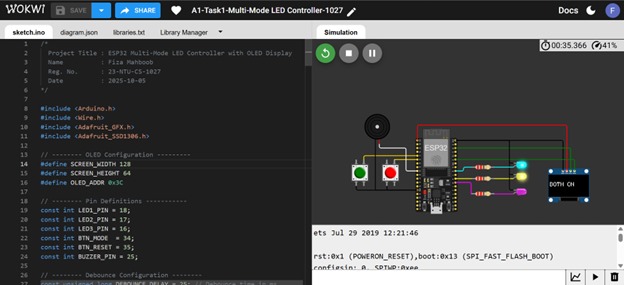 WOKWI
SAVE
SHARE
A1-Task1-Multi-Mode LED Controller-1027
Docs
F
sketch.ino
diagram.json
libraries.txt
Library Manager
Simulation
1 /*
2 Project Title : ESP32 Multi-Mode LED Controller with OLED Display
3 Name : Fiza Mahboob
4 Reg. No. : 23-NTU-CS-1027
5 Date : 2025-10-05
6 */
7
8 #include <Arduino.h>
9 #include <Wire.h>
10 #include <Adafruit_GFX.h>
11 #include <Adafruit_SSD1306.h>
12
13 // -------- OLED Configuration ----------
14 #define SCREEN_WIDTH 128
15 #define SCREEN_HEIGHT 64
16 #define OLED_ADDR 0x3C
17
18 // --------- Pin Definitions -----------
19 const int LED1_PIN = 18;
20 const int LED2_PIN = 17;
21 const int LED3_PIN = 16;
22 const int BTN_MODE = 34;
23 const int BTN_RESET = 35;
24 const int BUZZER_PIN = 25;
25
26 // -------- Debounce Configuration --------
27 const unsigned long DEBOUNCE_DELAY = 25; // Debounce time in ms
00:35.366
41%
ESP32
BOTH CH
ets Jul 29 2019 12:21:46
rst:0x1 (POWERON_RESET),boot:0x13 (SPI_FAST_FLASH_BOOT)
configsip: 0, SPIWP:0xee